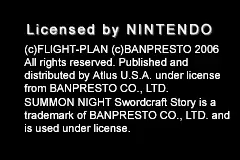 Licensed by NINTENDO
(c)FLIGHT-PLAN (c)BANPRESTO 2006
All rights reserved. Published and
distributed by Atlus U.S.A. under license
from BANPRESTO CO., LTD.
SUMMON NIGHT Swordcraft Story is a
trademark of BANPRESTO CO., LTD. and
is used under license.